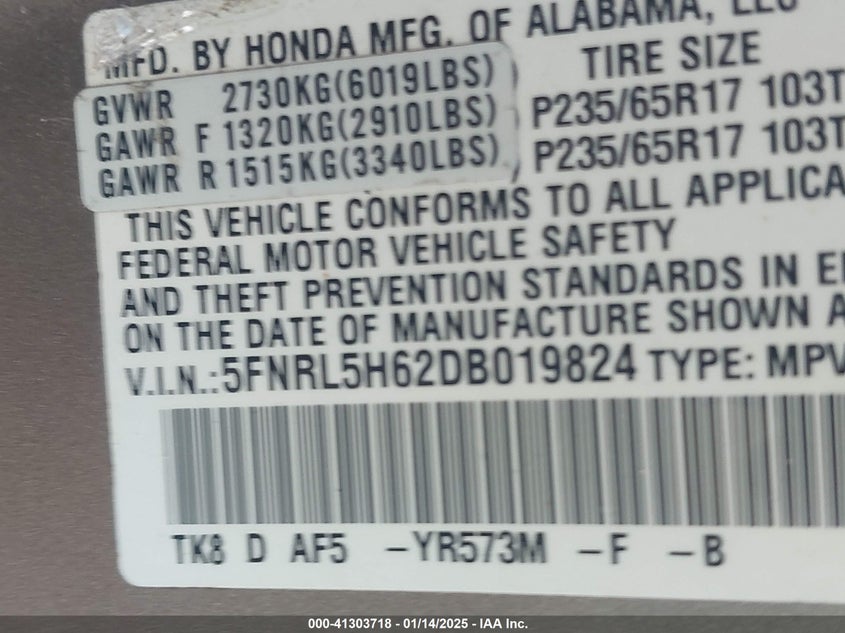 MFD. BY HONDA MFG. OF ALABAMA, LLC
TIRE SIZE
GVWR 2730KG(6019LBS)
GAWR F 1320KG(2910LBS) P235/65R17 103T
GAWR R 1515KG(3340LBS) P235/65R17 103T
THIS VEHICLE CONFORMS TO ALL APPLICA
FEDERAL MOTOR VEHICLE SAFETY
AND THEFT PREVENTION STANDARDS IN E
ON THE DATE OF MANUFACTURE SHOWN A
V.I.N.:5FNRL5H62DB019824 TYPE: MPV
TK8 D AF5 -YR573M -F -B
000-41303718 - 01/14/2025 - IAA Inc.